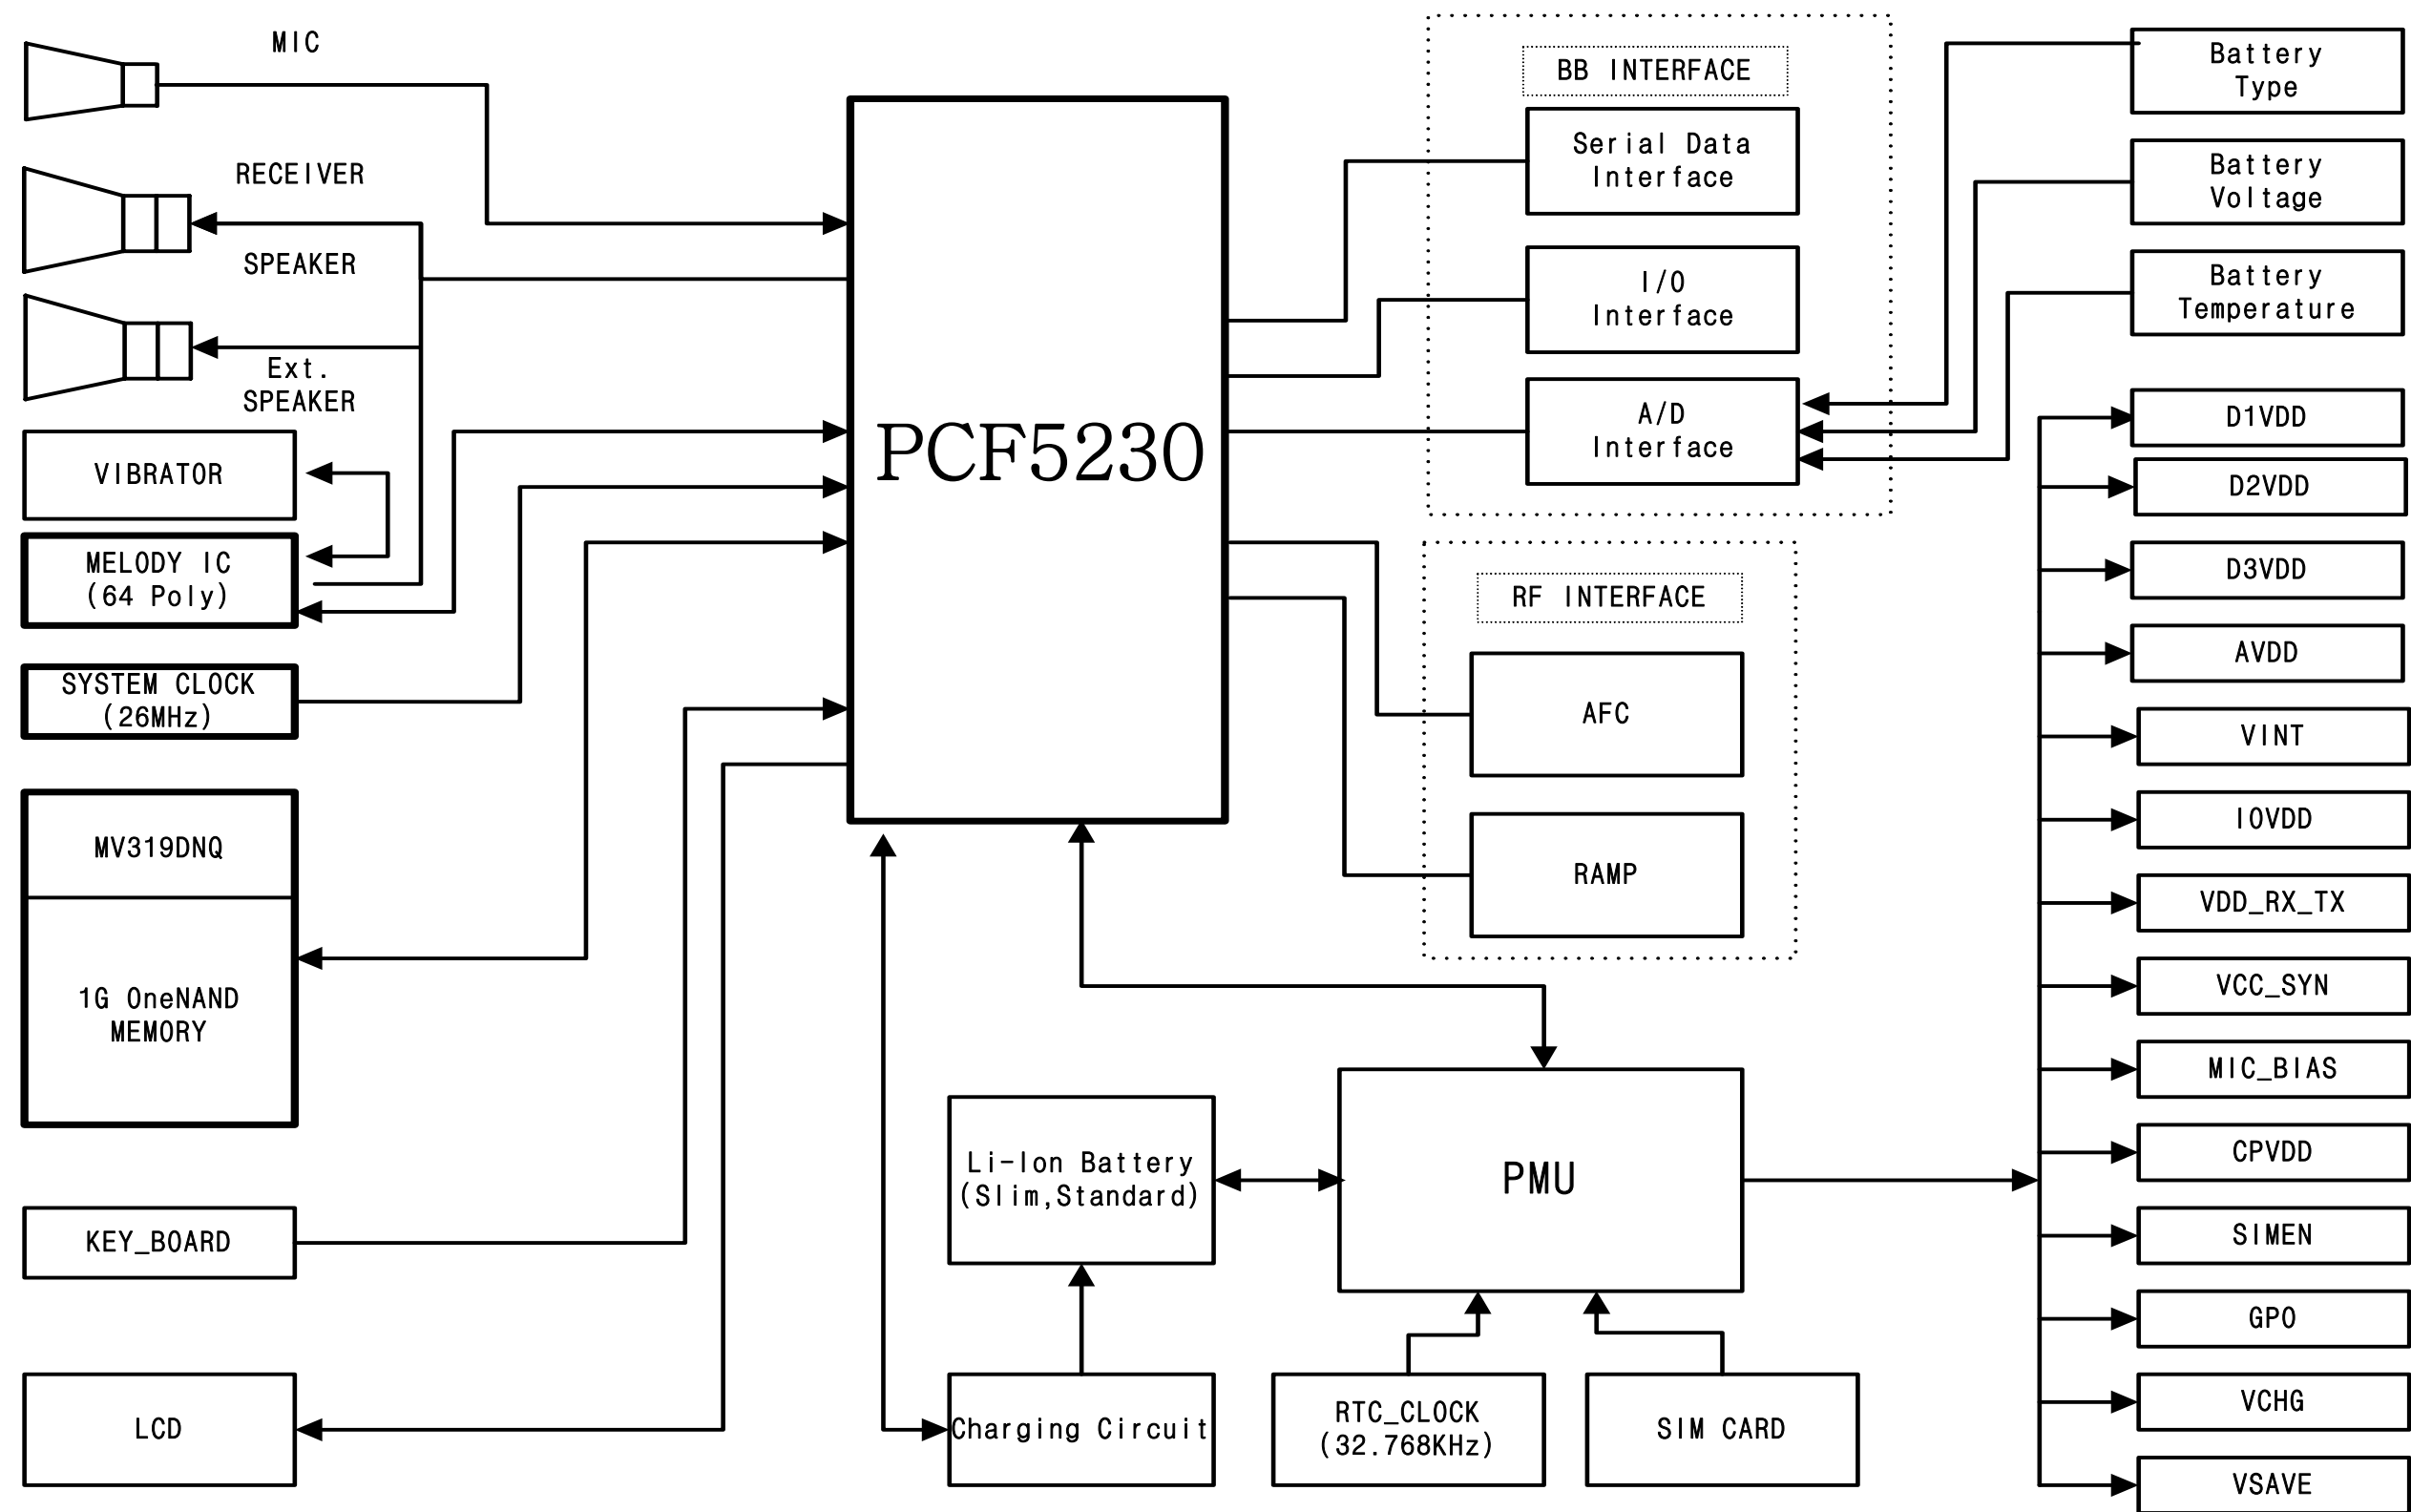 MIC
RECEIVER
SPEAKER
Ext.
SPEAKER
VIBRATOR
MELODY IC
(64 Poly)
SYSTEM CLOCK
(26MHz)
MV319DNQ
1G OneNAND
MEMORY
KEY_BOARD
LCD
PCF5230
BB INTERFACE
Serial Data
Interface
I/O
Interface
A/D
Interface
RF INTERFACE
AFC
RAMP
Li-Ion Battery
(Slim,Standard)
PMU
Charging Circuit
RTC_CLOCK
(32.768KHz)
SIM CARD
Battery
Type
Battery
Voltage
Battery
Temperature
D1VDD
D2VDD
D3VDD
AVDD
VINT
IOVDD
VDD_RX_TX
VCC_SYN
MIC_BIAS
CPVDD
SIMEN
GPO
VCHG
VSAVE